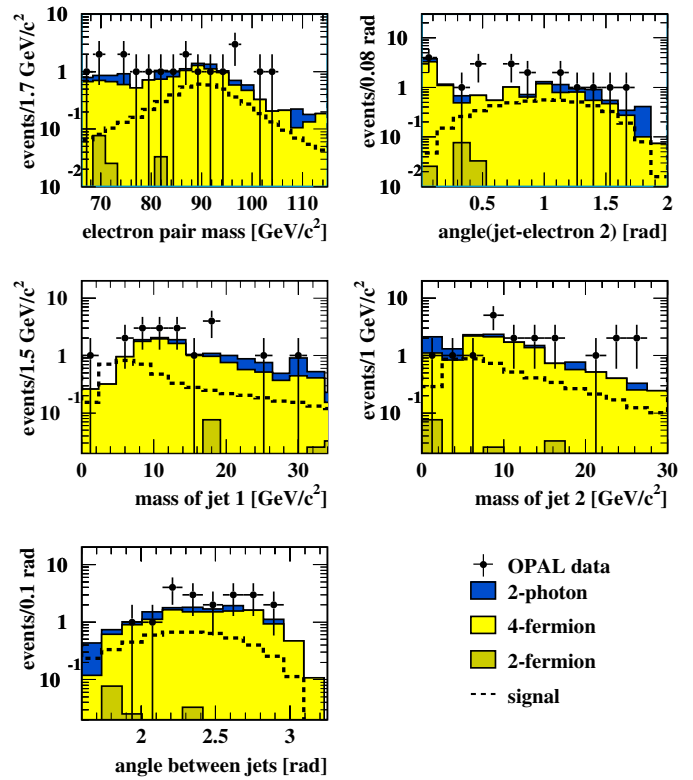 events/1.7 GeV/c²
10
1
10⁻¹
10⁻²
70 80 90 100 110
electron pair mass [GeV/c²]
events/0.08 rad
10
1
10⁻¹
10⁻²
0.5 1 1.5 2
angle(jet-electron 2) [rad]
events/1.5 GeV/c²
10
1
10⁻¹
0 10 20 30
mass of jet 1 [GeV/c²]
events/1 GeV/c²
10
1
10⁻¹
0 10 20 30
mass of jet 2 [GeV/c²]
events/0.1 rad
10
1
10⁻¹
2 2.5 3
angle between jets [rad]
OPAL data
2-photon
4-fermion
2-fermion
signal